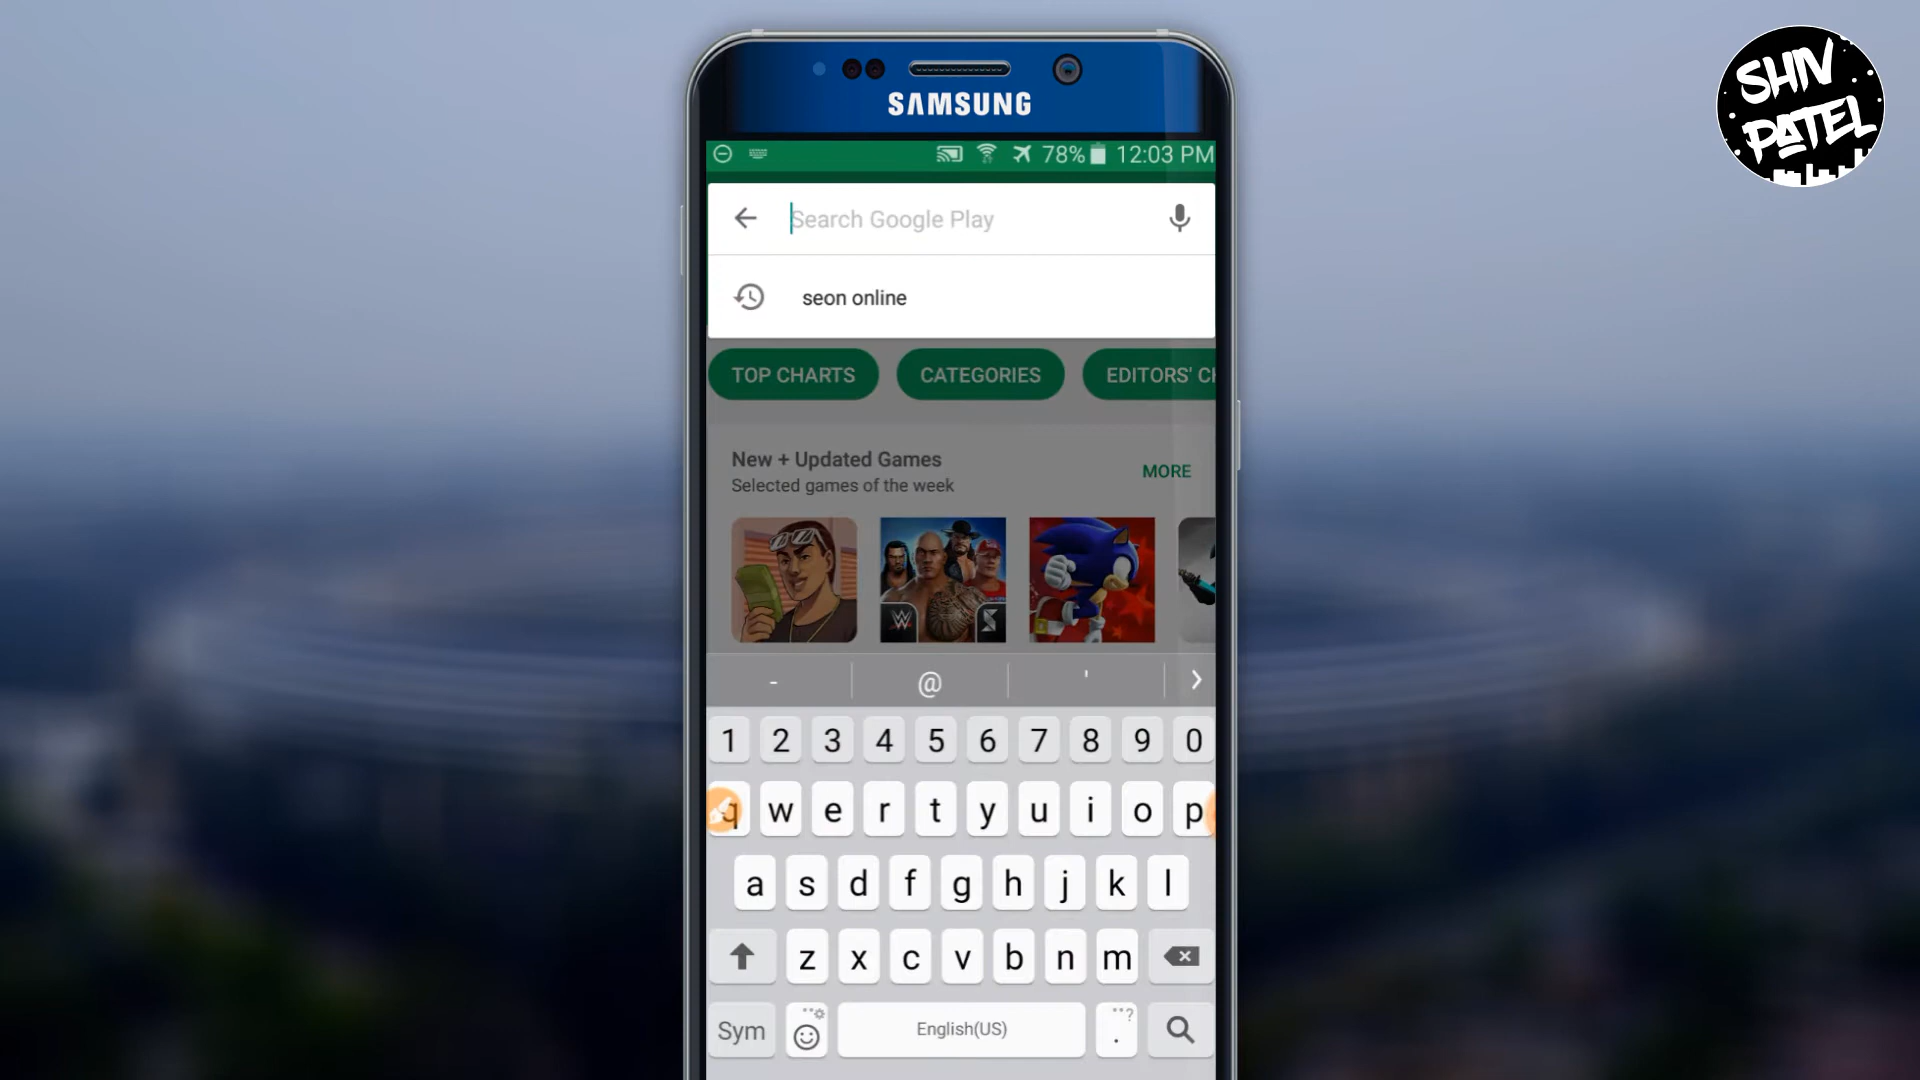 SHIV
PATEL
SAMSUNG
78% 12:03 PM
Search Google Play
seon online
TOP CHARTS CATEGORIES EDITORS' CH
New + Updated Games
Selected games of the week
MORE
W S
- @ '
1 2 3 4 5 6 7 8 9 0
q w e r t y u i o p
a s d f g h j k l
z x c v b n m
Sym English(US) . ?